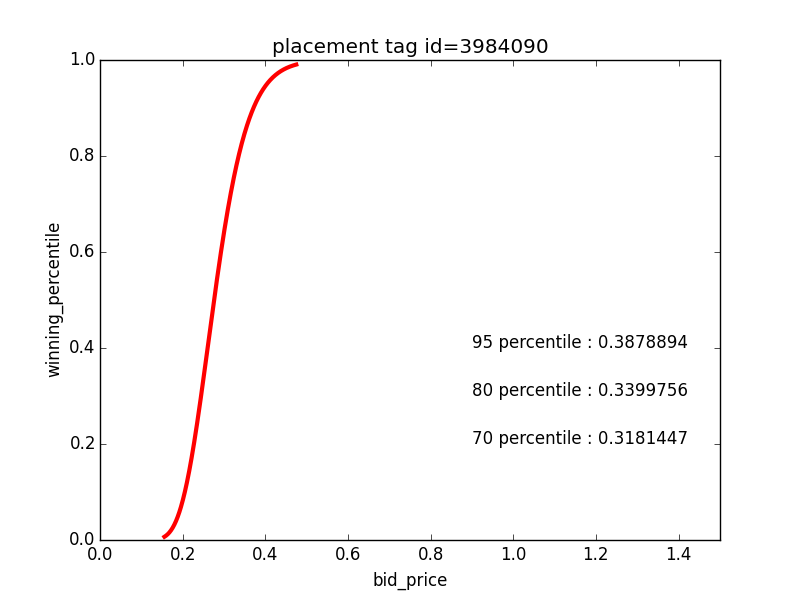 placement tag id=3984090
1.0
0.8
0.6
0.4
0.2
0.0
winning_percentile
95 percentile : 0.3878894
80 percentile : 0.3399756
70 percentile : 0.3181447
0.0 0.2 0.4 0.6 0.8 1.0 1.2 1.4
bid_price